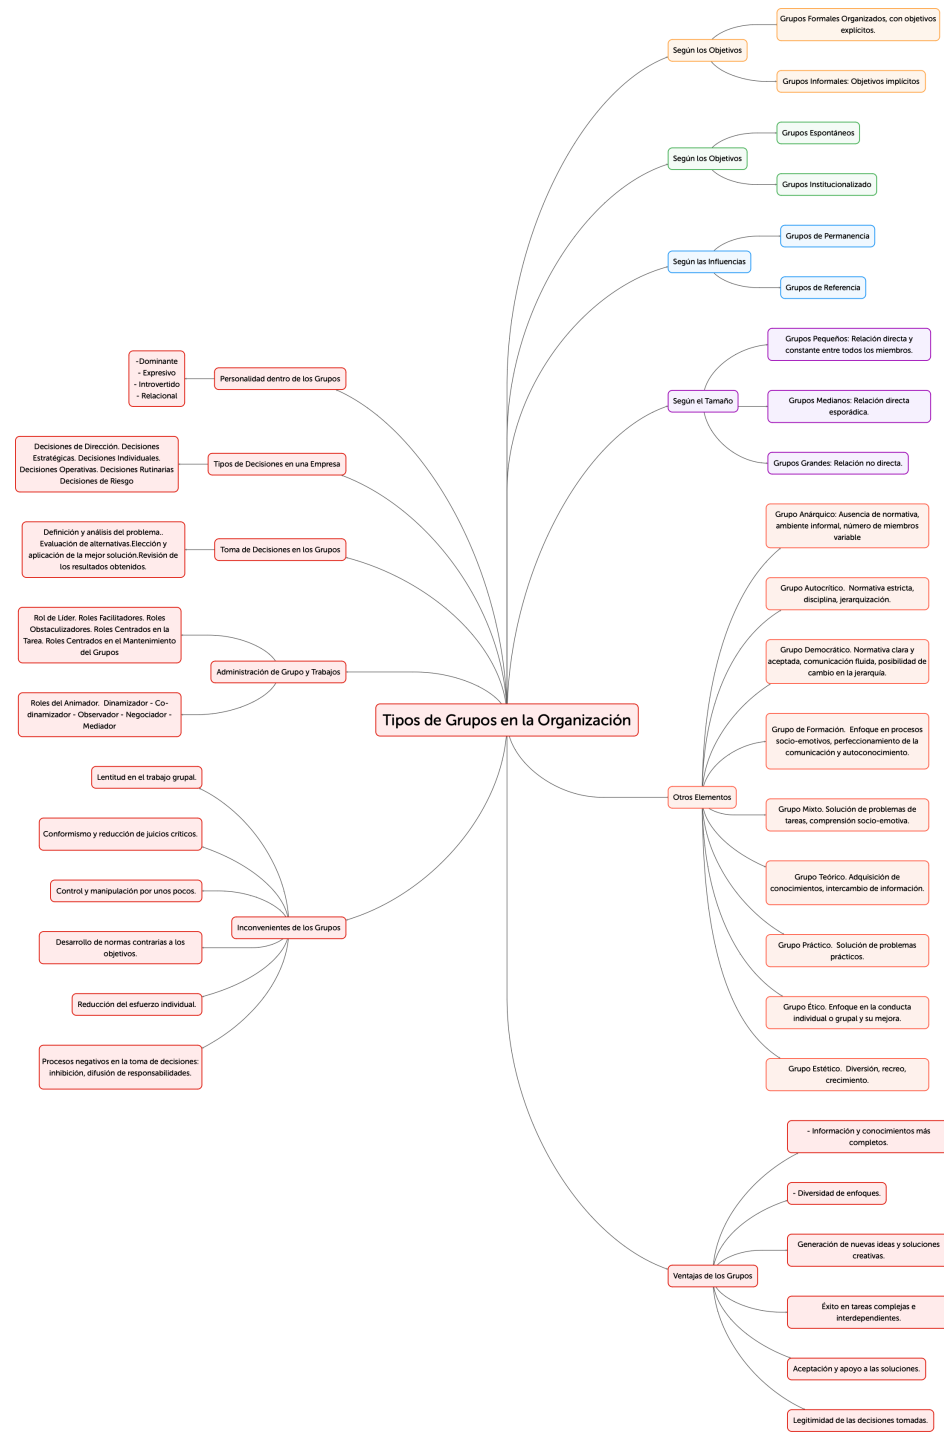 Grupos Formales Organizados, con objetivos
explícitos.
Según los Objetivos
Grupos Informales: Objetivos implícitos
Grupos Espontáneos
Según los Objetivos
Grupos Institucionalizado
Grupos de Permanencia
Según las Influencias
Grupos de Referencia
Grupos Pequeños: Relación directa y
constante entre todos los miembros.
Según el Tamaño
Grupos Medianos: Relación directa
esporádica.
Grupos Grandes: Relación no directa.
-Dominante
- Expresivo
- Introvertido
- Relacional
Personalidad dentro de los Grupos
Decisiones de Dirección. Decisiones
Estratégicas. Decisiones Individuales.
Decisiones Operativas. Decisiones Rutinarias
Decisiones de Riesgo
Tipos de Decisiones en una Empresa
Definición y análisis del problema..
Evaluación de alternativas.Elección y
aplicación de la mejor solución.Revisión de
los resultados obtenidos.
Toma de Decisiones en los Grupos
Rol de Líder. Roles Facilitadores. Roles
Obstaculizadores. Roles Centrados en la
Tarea. Roles Centrados en el Mantenimiento
del Grupos
Administración de Grupo y Trabajos
Roles del Animador.  Dinamizador - Co-
dinamizador - Observador - Negociador -
Mediador
Tipos de Grupos en la Organización
Lentitud en el trabajo grupal.
Conformismo y reducción de juicios críticos.
Control y manipulación por unos pocos.
Inconvenientes de los Grupos
Desarrollo de normas contrarias a los
objetivos.
Reducción del esfuerzo individual.
Procesos negativos en la toma de decisiones:
inhibición, difusión de responsabilidades.
Grupo Anárquico: Ausencia de normativa,
ambiente informal, número de miembros
variable
Grupo Autocrítico.  Normativa estricta,
disciplina, jerarquización.
Grupo Democrático. Normativa clara y
aceptada, comunicación fluida, posibilidad de
cambio en la jerarquía.
Grupo de Formación.  Enfoque en procesos
socio-emotivos, perfeccionamiento de la
comunicación y autoconocimiento.
Otros Elementos
Grupo Mixto. Solución de problemas de
tareas, comprensión socio-emotiva.
Grupo Teórico. Adquisición de
conocimientos, intercambio de información.
Grupo Práctico.  Solución de problemas
prácticos.
Grupo Ético. Enfoque en la conducta
individual o grupal y su mejora.
Grupo Estético.  Diversión, recreo,
crecimiento.
- Información y conocimientos más
completos.
- Diversidad de enfoques.
Generación de nuevas ideas y soluciones
creativas.
Ventajas de los Grupos
Éxito en tareas complejas e
interdependientes.
Aceptación y apoyo a las soluciones.
Legitimidad de las decisiones tomadas.